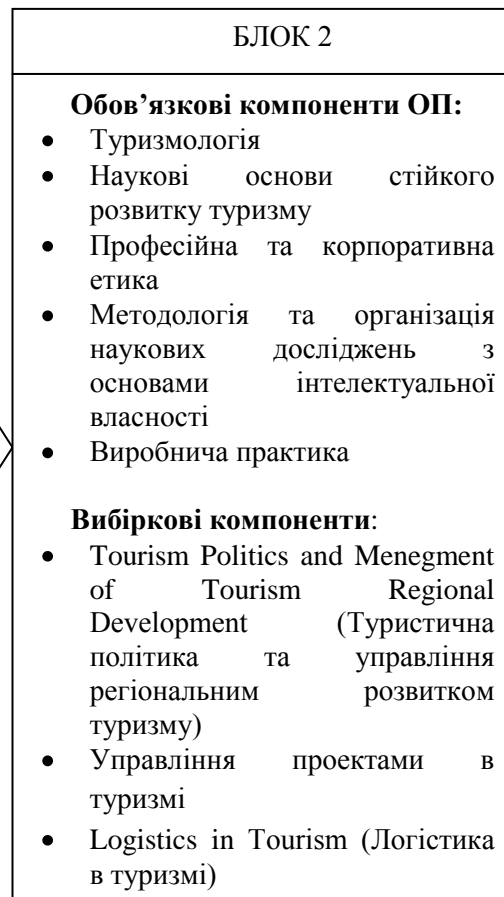 БЛОК 2
Обов’язкові компоненти ОП:
• Туризмологія
• Наукові основи стійкого
розвитку туризму
• Професійна та корпоративна
етика
• Методологія та організація
наукових досліджень з
основами інтелектуальної
власності
• Виробнича практика
Вибіркові компоненти:
• Tourism Politics and Menegment
of Tourism Regional
Development (Туристична
політика та управління
регіональним розвитком
туризму)
• Управління проектами в
туризмі
• Logistics in Tourism (Логістика
в туризмі)